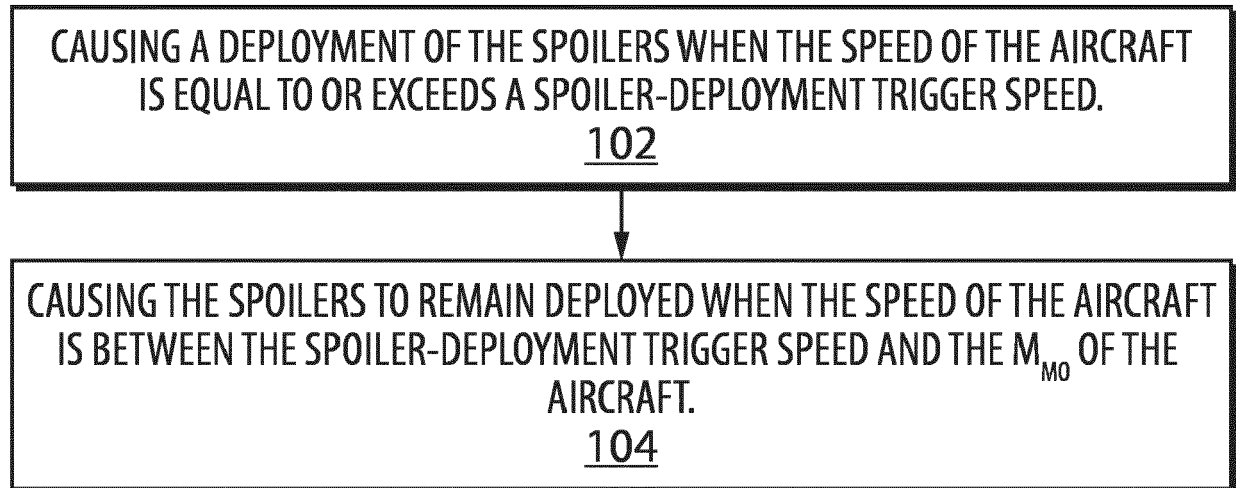 CAUSING A DEPLOYMENT OF THE SPOILERS WHEN THE SPEED OF THE AIRCRAFT
IS EQUAL TO OR EXCEEDS A SPOILER-DEPLOYMENT TRIGGER SPEED.
102
CAUSING THE SPOILERS TO REMAIN DEPLOYED WHEN THE SPEED OF THE AIRCRAFT
IS BETWEEN THE SPOILER-DEPLOYMENT TRIGGER SPEED AND THE MMO OF THE
AIRCRAFT.
104